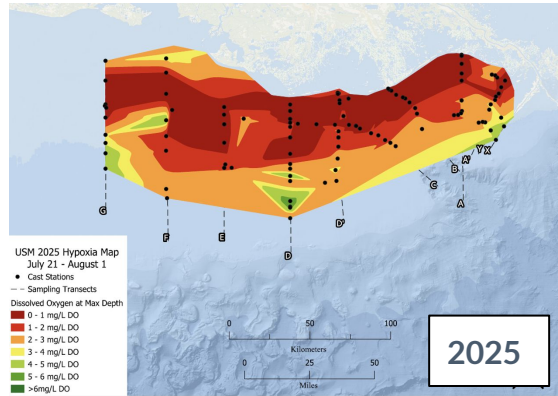 G
F
E
D
D'
C
B
A'
Y
X
A
USM 2025 Hypoxia Map
July 21 - August 1
Cast Stations
Sampling Transects
Dissolved Oxygen at Max Depth
0 - 1 mg/L DO
1 - 2 mg/L DO
2 - 3 mg/L DO
3 - 4 mg/L DO
4 - 5 mg/L DO
5 - 6 mg/L DO
>6mg/L DO
0 50 100
Kilometers
0 25 50
Miles
2025